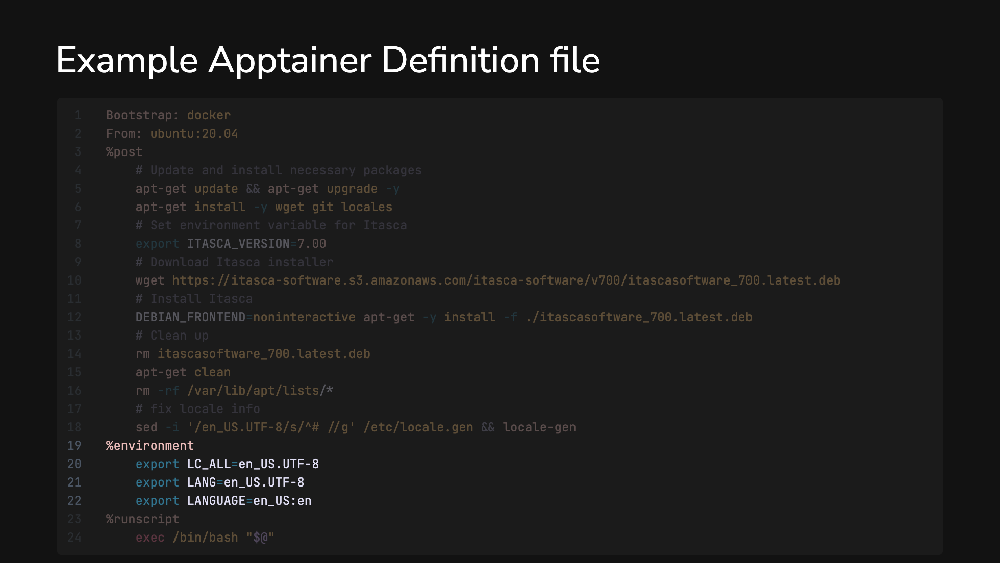 Example Apptainer Definition file
1 Bootstrap: docker
2 From: ubuntu:20.04
3 %post
4 # Update and install necessary packages
5 apt-get update && apt-get upgrade -y
6 apt-get install -y wget git locales
7 # Set environment variable for Itasca
8 export ITASCA_VERSION=7.00
9 # Download Itasca installer
10 wget https://itasca-software.s3.amazonaws.com/itasca-software/v700/itascasoftware_700.latest.deb
11 # Install Itasca
12 DEBIAN_FRONTEND=noninteractive apt-get -y install -f ./itascasoftware_700.latest.deb
13 # Clean up
14 rm itascasoftware_700.latest.deb
15 apt-get clean
16 rm -rf /var/lib/apt/lists/*
17 # fix locale info
18 sed -i '/en_US.UTF-8/s/^# //g' /etc/locale.gen && locale-gen
19 %environment
20 export LC_ALL=en_US.UTF-8
21 export LANG=en_US.UTF-8
22 export LANGUAGE=en_US:en
23 %runscript
24 exec /bin/bash "$@"